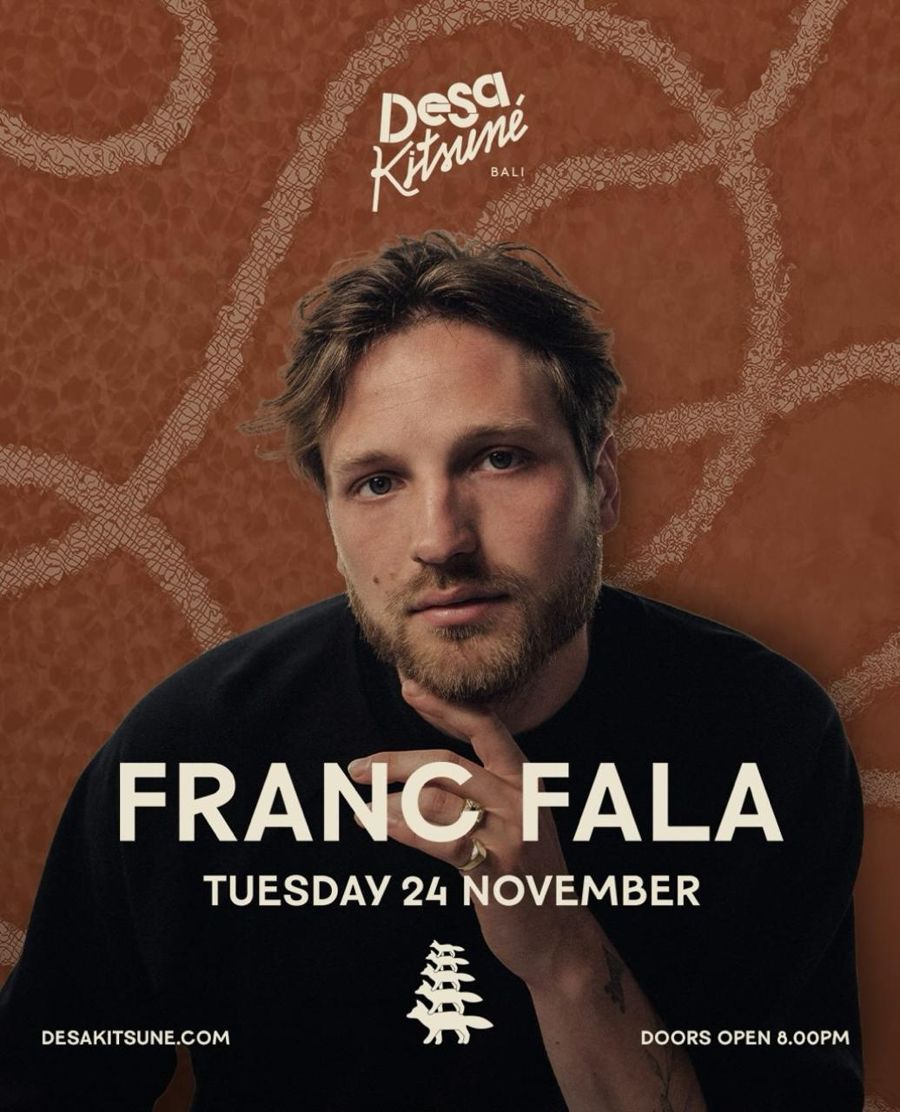 Desa
Kitsuné
BALI
FRANC FALA
TUESDAY 24 NOVEMBER
DESAKITSUNE.COM
DOORS OPEN 8.00PM